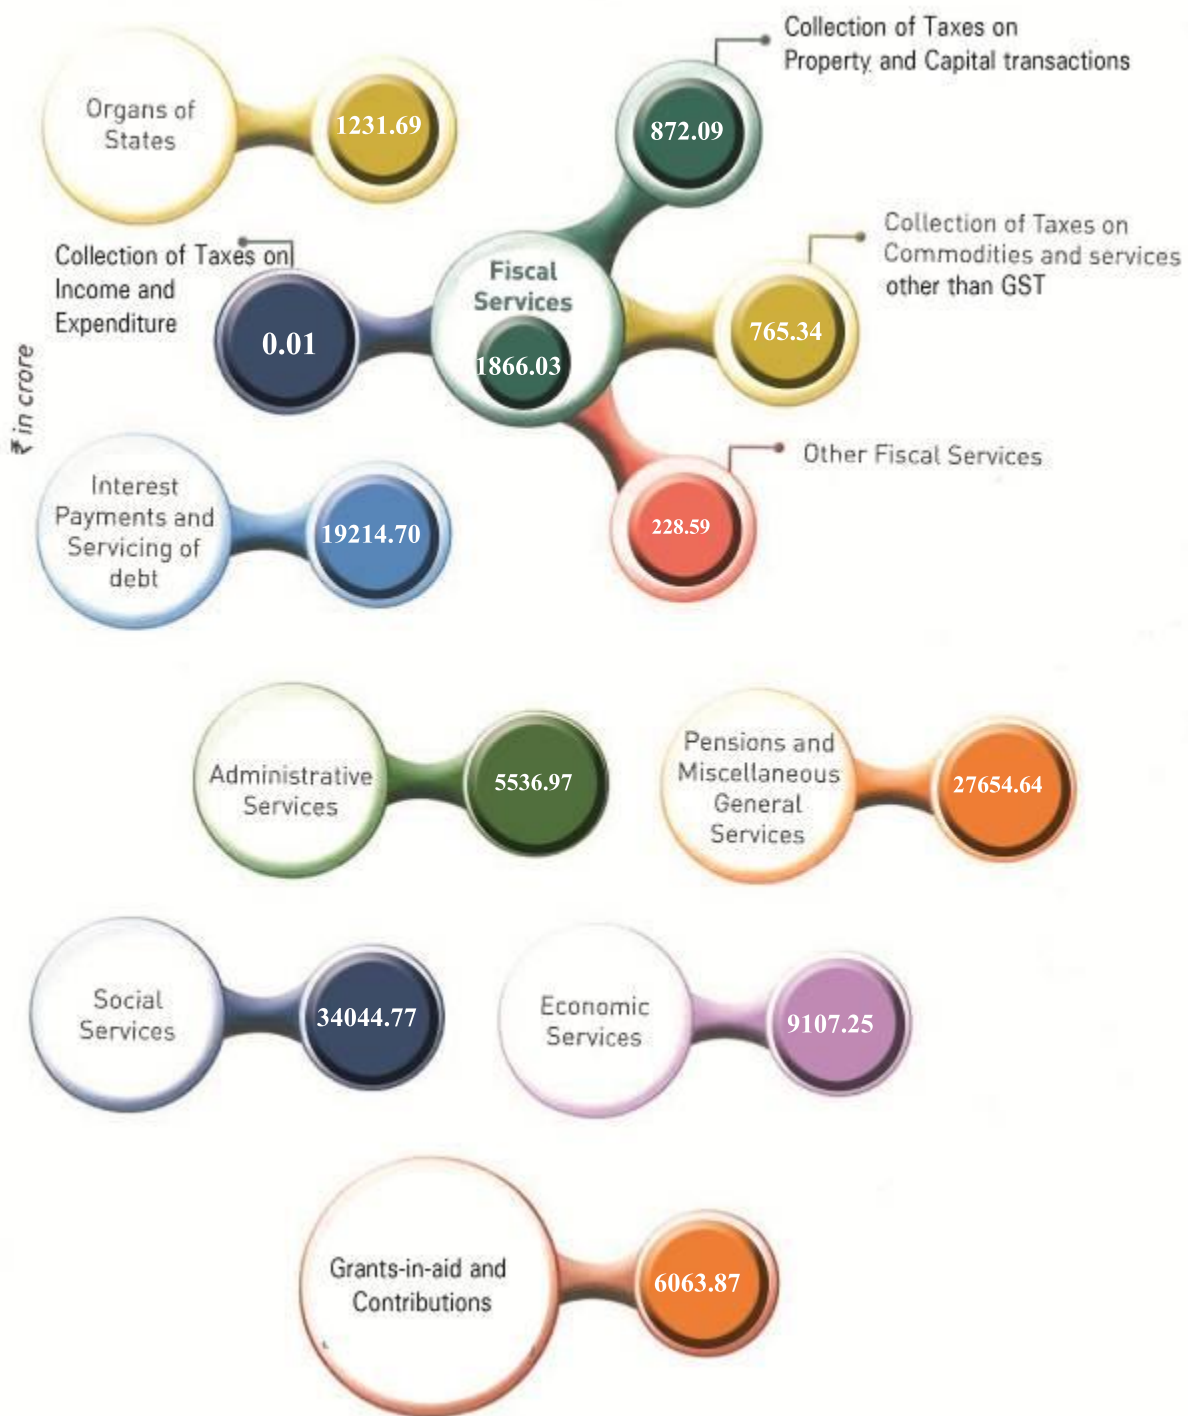 Collection of Taxes on
Property and Capital transactions
Organs of
States
1231.69
872.09
Collection of Taxes on
Commodities and services
other than GST
Collection of Taxes on
Income and
Expenditure
Fiscal
Services
0.01
1866.03
765.34
₹ in crore
Other Fiscal Services
Interest
Payments and
Servicing of
debt
19214.70
228.59
Administrative
Services
5536.97
Pensions and
Miscellaneous
General
Services
27654.64
Social
Services
34044.77
Economic
Services
9107.25
Grants-in-aid and
Contributions
6063.87